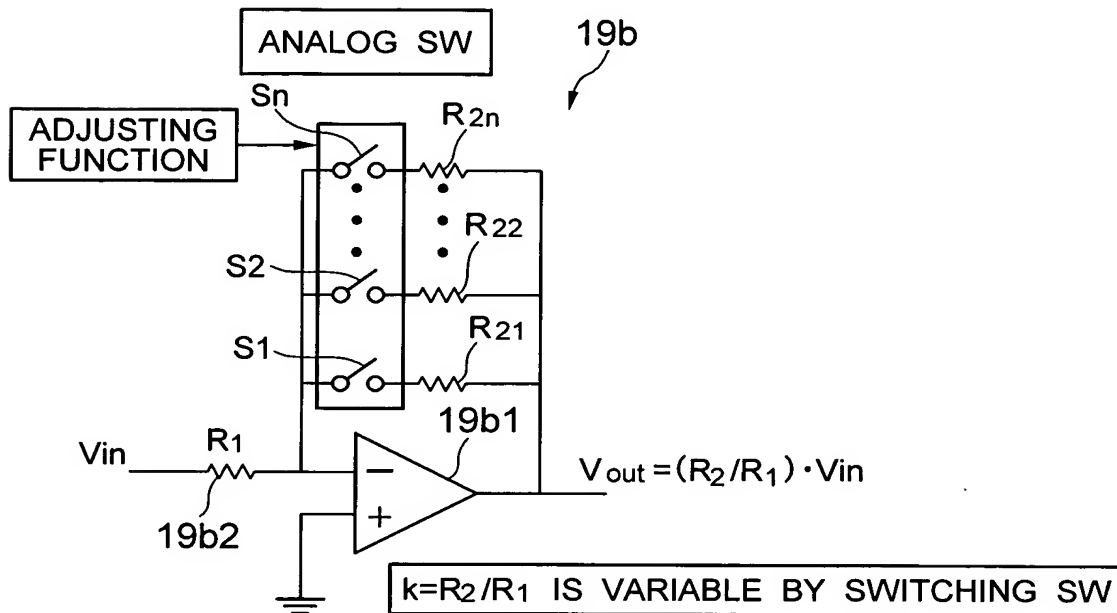 ANALOG SW
19b
Sn
R2n
ADJUSTING
FUNCTION
R22
S2
R21
S1
19b1
R1
Vin
−
+
Vout=(R2/R1)·Vin
19b2
k=R2/R1 IS VARIABLE BY SWITCHING SW